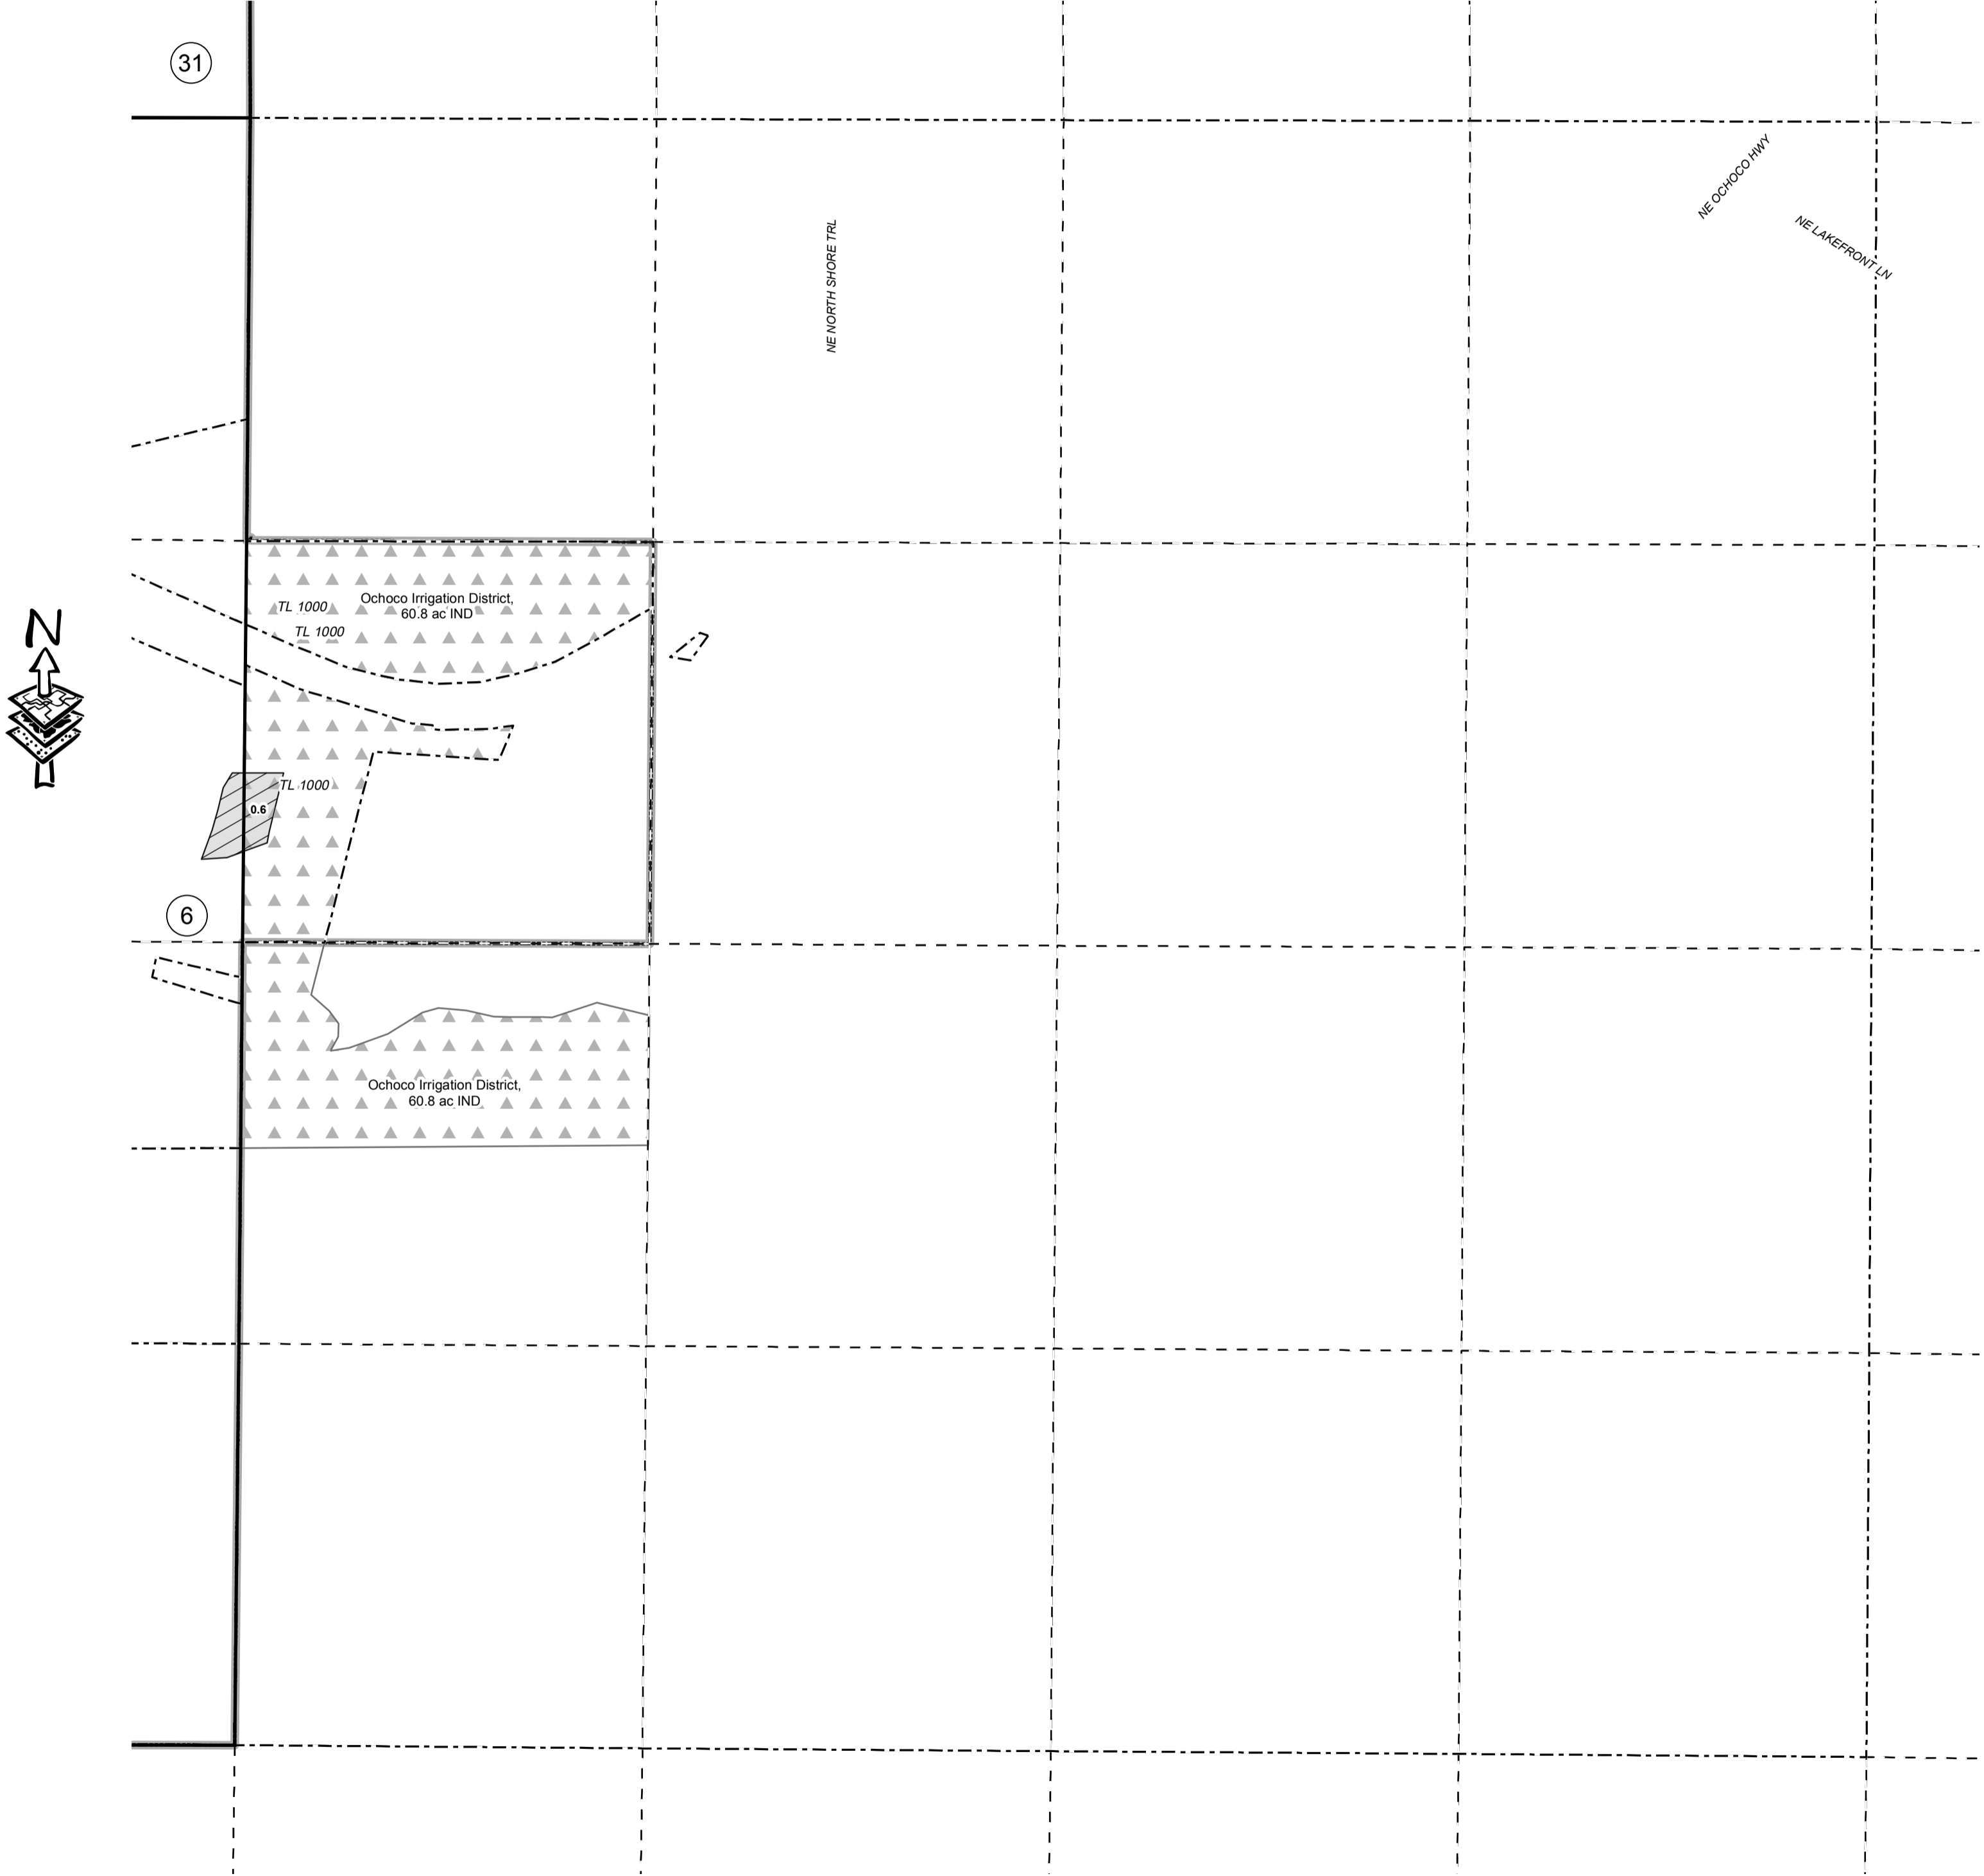 31
NE OCHOCO HWY
NE LAKEFRONT LN
NE NORTH SHORE TRL
Ochoco Irrigation District,
60.8 ac IND
TL 1000
TL 1000
N
TL 1000
0.6
6
Ochoco Irrigation District,
60.8 ac IND